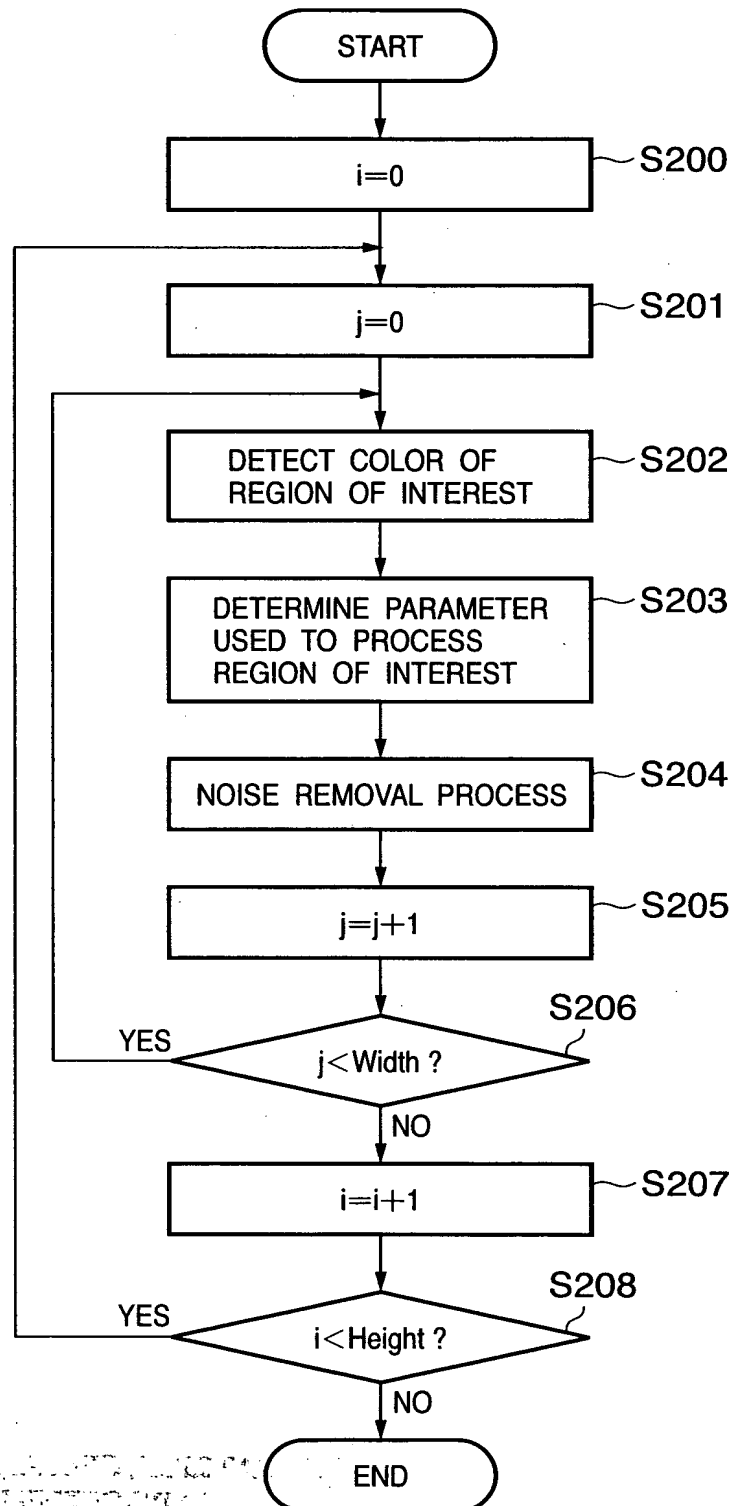 START
i=0
S200
j=0
S201
DETECT COLOR OF
REGION OF INTEREST
S202
DETERMINE PARAMETER
USED TO PROCESS
REGION OF INTEREST
S203
NOISE REMOVAL PROCESS
S204
j=j+1
S205
S206
YES
j<Width ?
NO
i=i+1
S207
S208
YES
i<Height ?
NO
END